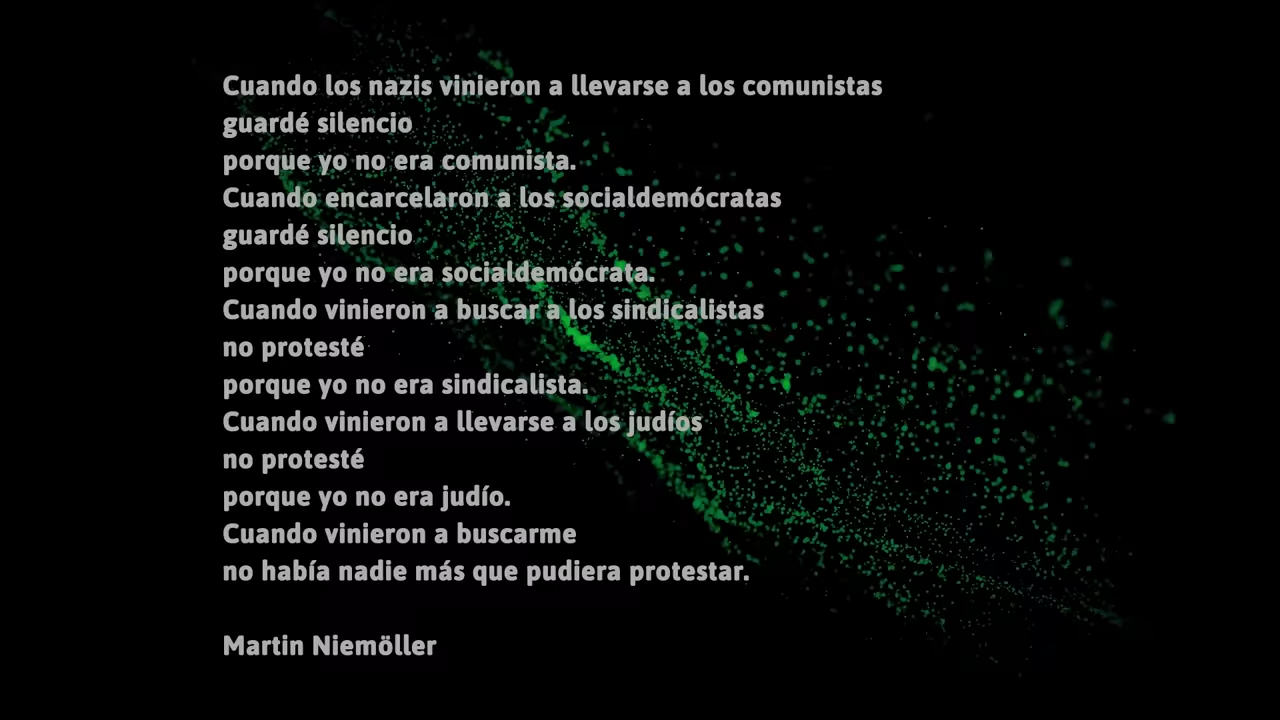 Cuando los nazis vinieron a llevarse a los comunistas
guardé silencio
porque yo no era comunista.
Cuando encarcelaron a los socialdemócratas
guardé silencio
porque yo no era socialdemócrata.
Cuando vinieron a buscar a los sindicalistas
no protesté
porque yo no era sindicalista.
Cuando vinieron a llevarse a los judíos
no protesté
porque yo no era judío.
Cuando vinieron a buscarme
no había nadie más que pudiera protestar.
Martin Niemöller